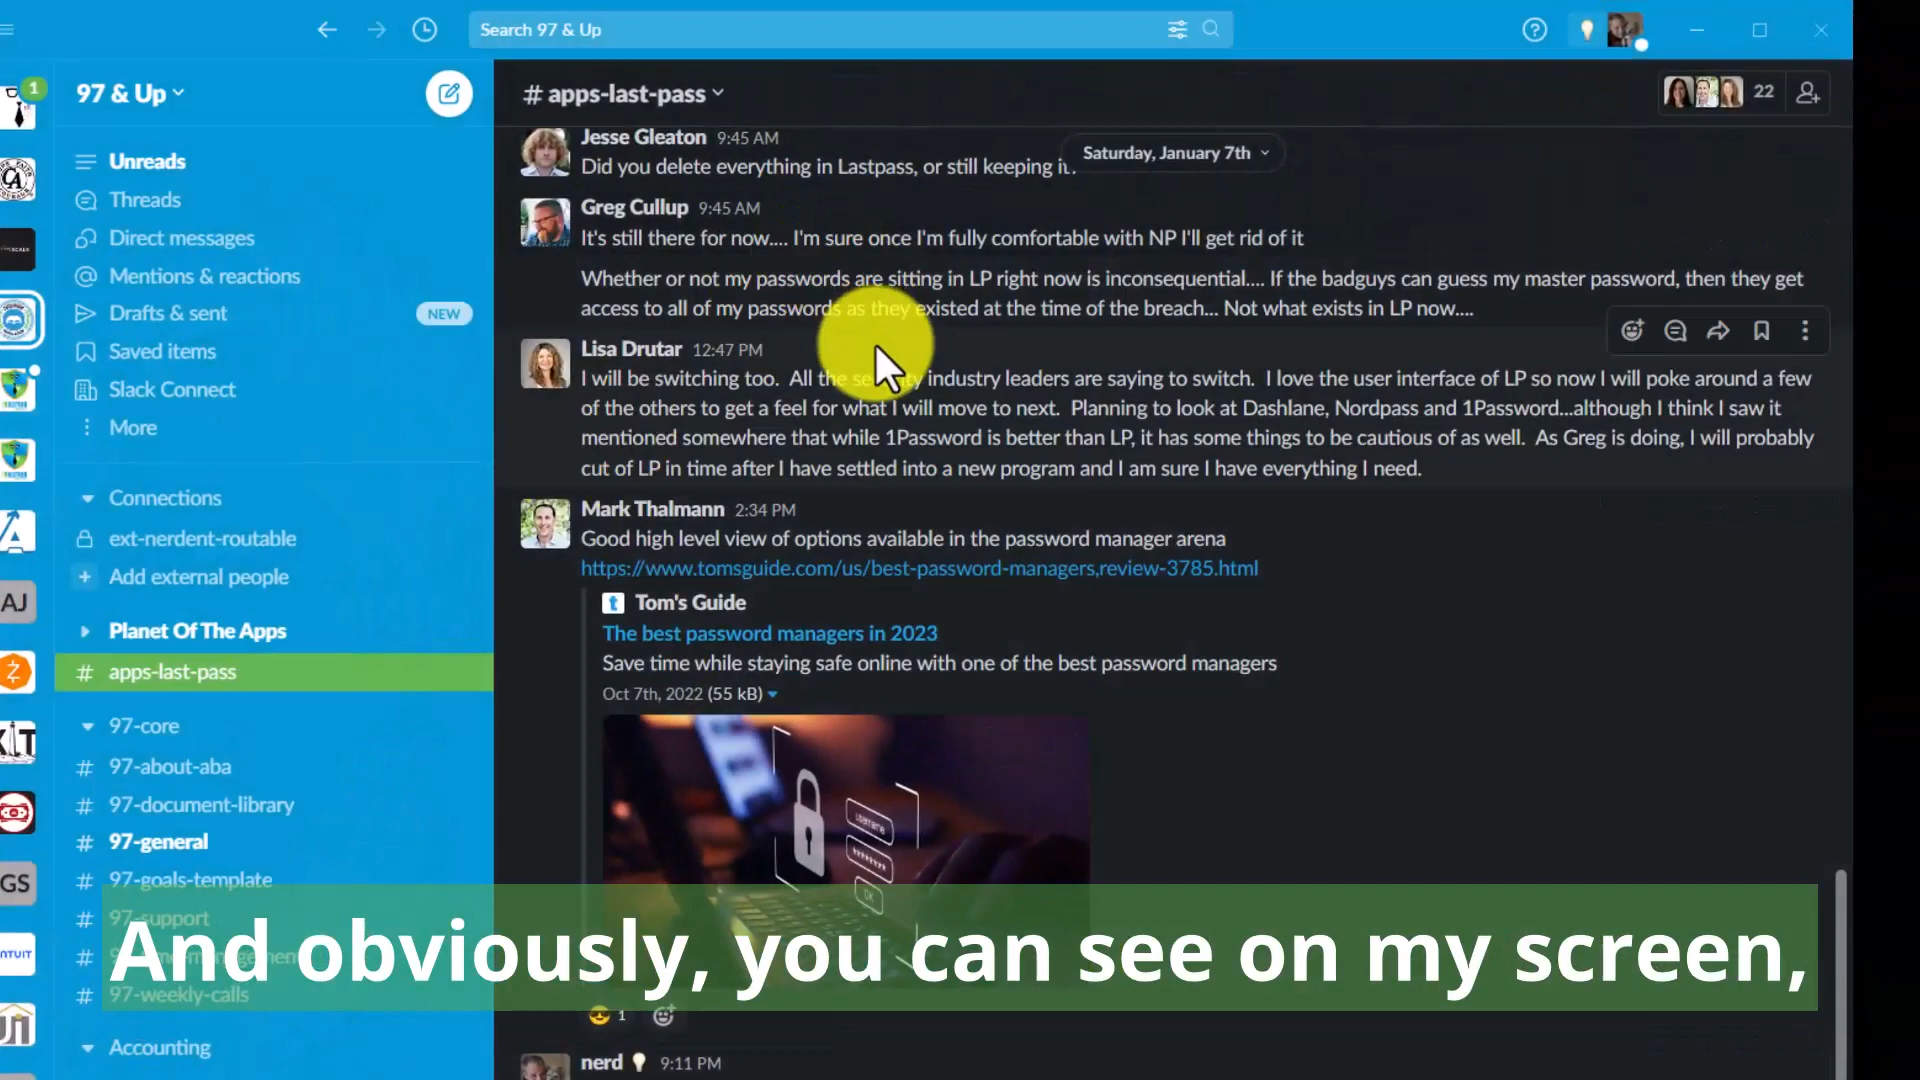 Search 97 & Up
1
97 & Up
Unreads
Threads
Direct messages
Mentions & reactions
Drafts & sent
NEW
Saved items
Slack Connect
More
Connections
ext-nerdent-routable
Add external people
Planet Of The Apps
# apps-last-pass
97-core
# 97-about-aba
# 97-document-library
# 97-general
# 97-goals-template
# 97-support
# 97-weekly-calls
Accounting
AJ
GS
# apps-last-pass
22
Saturday, January 7th
Jesse Gleaton 9:45 AM
Did you delete everything in Lastpass, or still keeping it.
Greg Cullup 9:45 AM
It's still there for now.... I'm sure once I'm fully comfortable with NP I'll get rid of it
Whether or not my passwords are sitting in LP right now is inconsequential.... If the badguys can guess my master password, then they get
access to all of my passwords as they existed at the time of the breach... Not what exists in LP now....
Lisa Drutar 12:47 PM
I will be switching too. All the security industry leaders are saying to switch. I love the user interface of LP so now I will poke around a few
of the others to get a feel for what I will move to next. Planning to look at Dashlane, Nordpass and 1Password...although I think I saw it
mentioned somewhere that while 1Password is better than LP, it has some things to be cautious of as well. As Greg is doing, I will probably
cut of LP in time after I have settled into a new program and I am sure I have everything I need.
Mark Thalmann 2:34 PM
Good high level view of options available in the password manager arena
https://www.tomsguide.com/us/best-password-managers,review-3785.html
t Tom's Guide
The best password managers in 2023
Save time while staying safe online with one of the best password managers
Oct 7th, 2022 (55 kB)
username
********
OK
And obviously, you can see on my screen,
1
nerd 9:11 PM